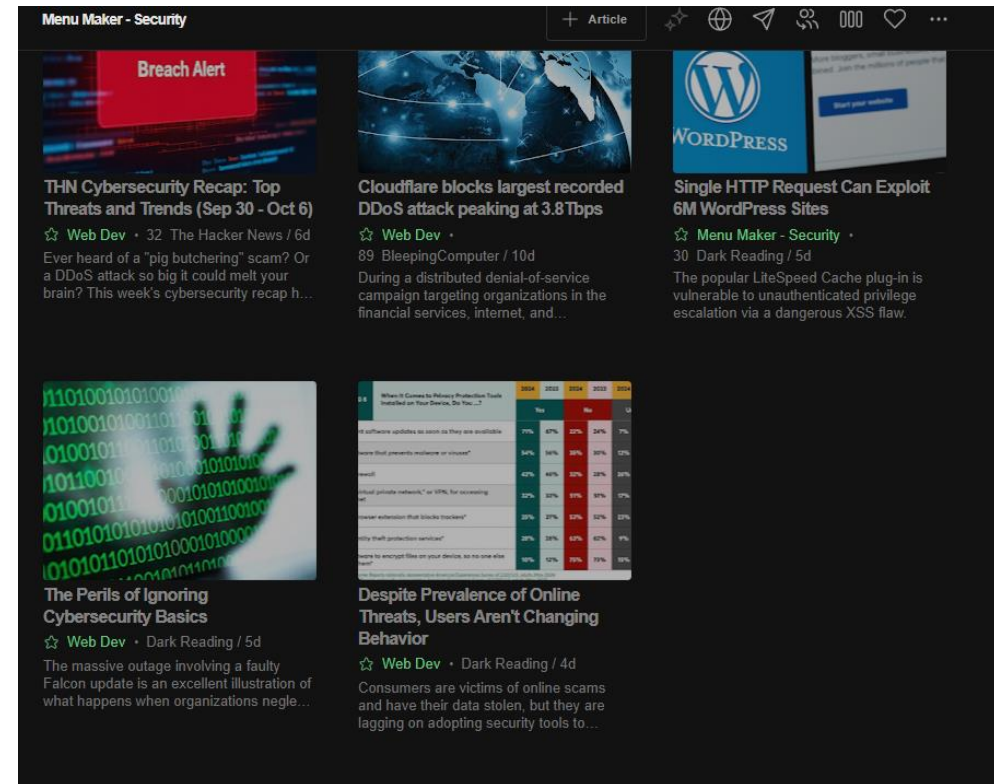 Menu Maker - Security
+ Article
Breach Alert
WORDPRESS
Start your website
THN Cybersecurity Recap: Top
Threats and Trends (Sep 30 - Oct 6)
Web Dev • 32 The Hacker News / 6d
Ever heard of a "pig butchering" scam? Or
a DDoS attack so big it could melt your
brain? This week's cybersecurity recap h...
Cloudflare blocks largest recorded
DDoS attack peaking at 3.8Tbps
Web Dev •
89 BleepingComputer / 10d
During a distributed denial-of-service
campaign targeting organizations in the
financial services, internet, and...
Single HTTP Request Can Exploit
6M WordPress Sites
Menu Maker - Security •
30 Dark Reading / 5d
The popular LiteSpeed Cache plug-in is
vulnerable to unauthenticated privilege
escalation via a dangerous XSS flaw.
The Perils of Ignoring
Cybersecurity Basics
Web Dev • Dark Reading / 5d
The massive outage involving a faulty
Falcon update is an excellent illustration of
what happens when organizations negle...
When It Comes to Privacy Protection Tools
Installed on Your Device, Do You ...?
2024 2023 2024 2023 2024
Yes No
Despite Prevalence of Online
Threats, Users Aren't Changing
Behavior
Web Dev • Dark Reading / 4d
Consumers are victims of online scams
and have their data stolen, but they are
lagging on adopting security tools to...